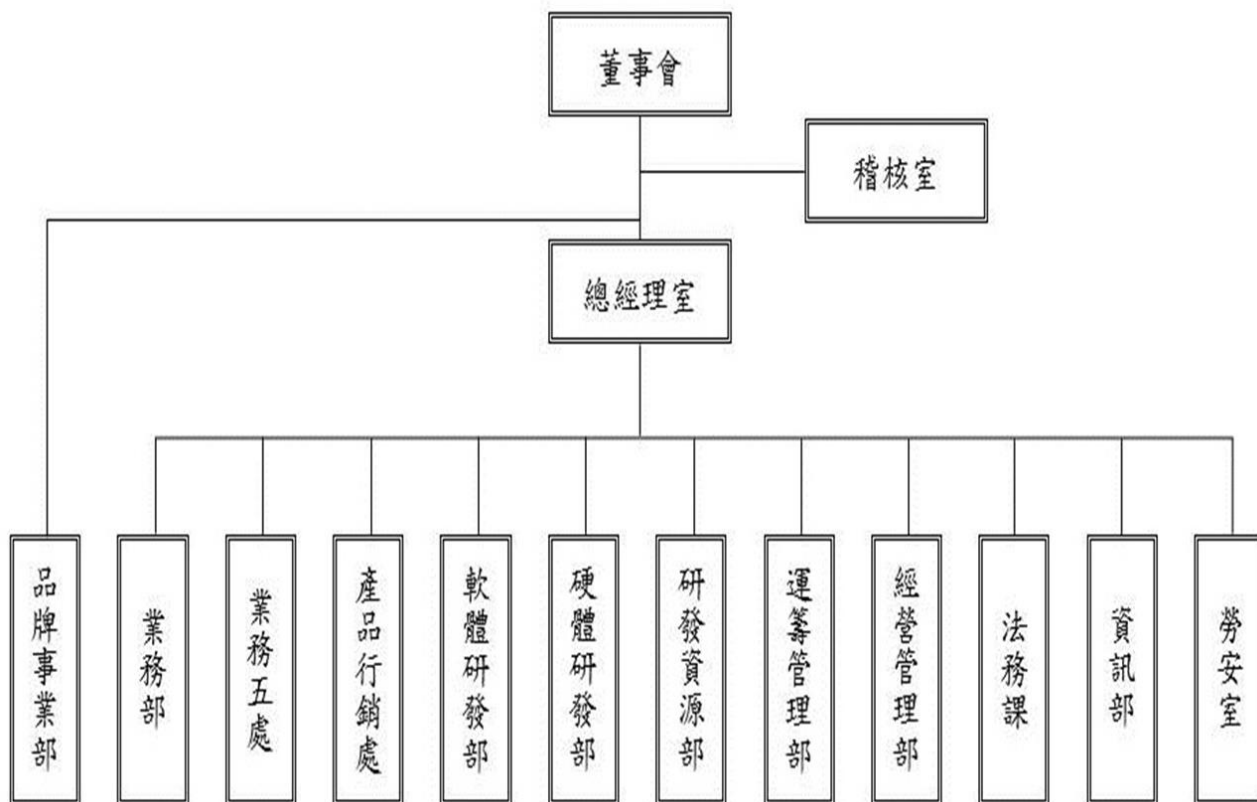 董事會
稽核室
總經理室
品牌事業部
業務部
業務五處
產品行銷處
軟體研發部
硬體研發部
研發資源部
運籌管理部
經營管理部
法務課
資訊部
勞安室